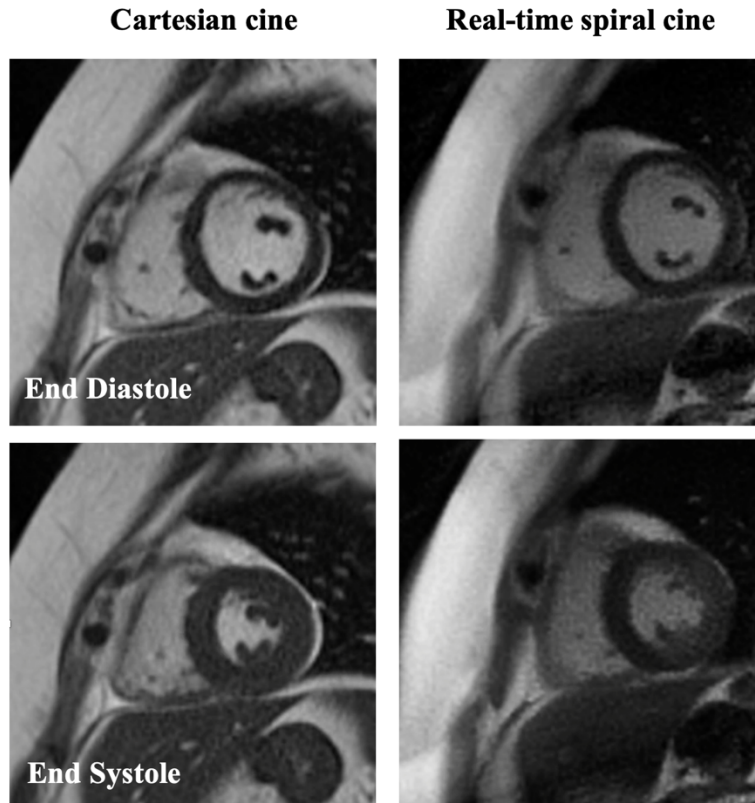 Cartesian cine
Real-time spiral cine
End Diastole
End Systole